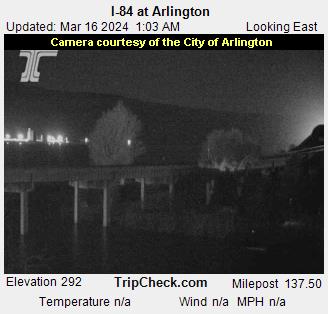 I-84 at Arlington
Updated: Mar 16 2024 1:03 AM Looking East
Camera courtesy of the City of Arlington
Elevation 292 TripCheck.com Milepost 137.50
Temperature n/a Wind n/a MPH n/a